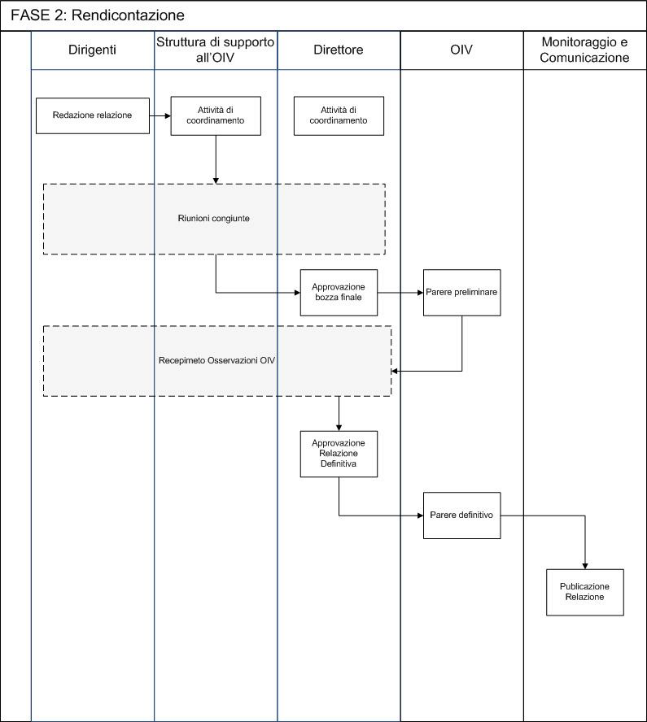 FASE 2: Rendicontazione
Dirigenti
Struttura di supporto
all'OIV
Direttore
OIV
Monitoraggio e
Comunicazione
Redazione relazione
Attività di
coordinamento
Attività di
coordinamento
Riunioni congiunte
Approvazione
bozza finale
Parere preliminare
Recepimeto Osservazioni OIV
Approvazione
Relazione
Definitiva
Parere definitivo
Publicazione
Relazione